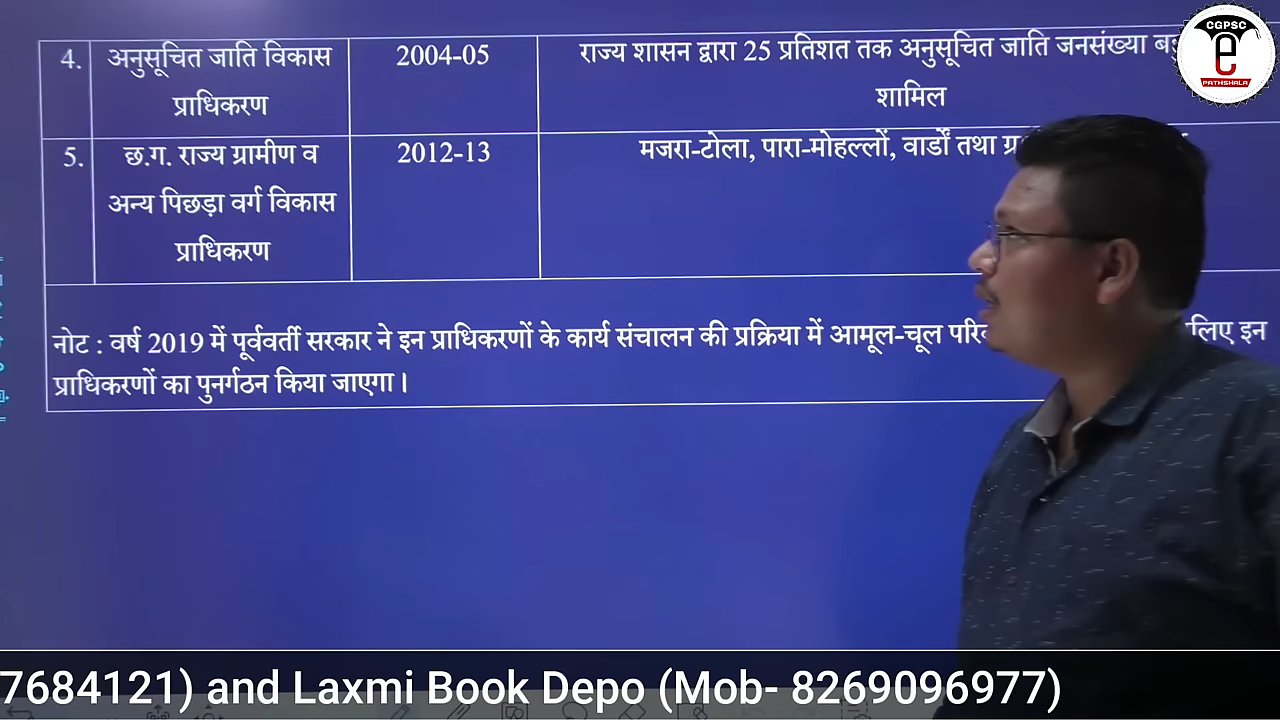 CGPSC
e
PATHSHALA
4. अनुसूचित जाति विकास 2004-05 राज्य शासन द्वारा 25 प्रतिशत तक अनुसूचित जाति जनसंख्या
प्राधिकरण शामिल
5. छ.ग. राज्य ग्रामीण व 2012-13 मजरा-टोला, पारा-मोहल्लों, वार्डों तथा
अन्य पिछड़ा वर्ग विकास
प्राधिकरण
नोट : वर्ष 2019 में पूर्ववर्ती सरकार ने इन प्राधिकरणों के कार्य संचालन की प्रक्रिया में आमूल-चूल लिए इन
प्राधिकरणों का पुनर्गठन किया जाएगा।
7684121) and Laxmi Book Depo (Mob- 8269096977)